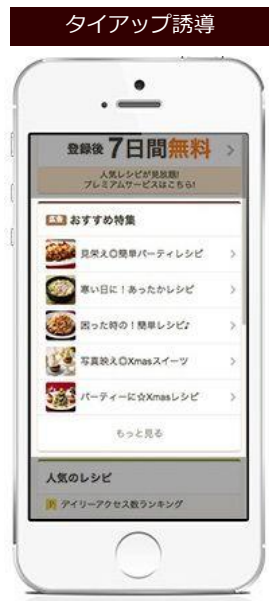 タイアップ誘導
登録後 7日間無料
人気レシピが見放題!
プレミアムサービスはこちら!
広告 おすすめ特集
見栄え◎簡単パーティレシピ
寒い日に!あったかレシピ
困った時の!簡単レシピ♪
写真映え◎Xmasスイーツ
パーティーに☆Xmasレシピ
もっと見る
人気のレシピ
デイリーアクセス数ランキング